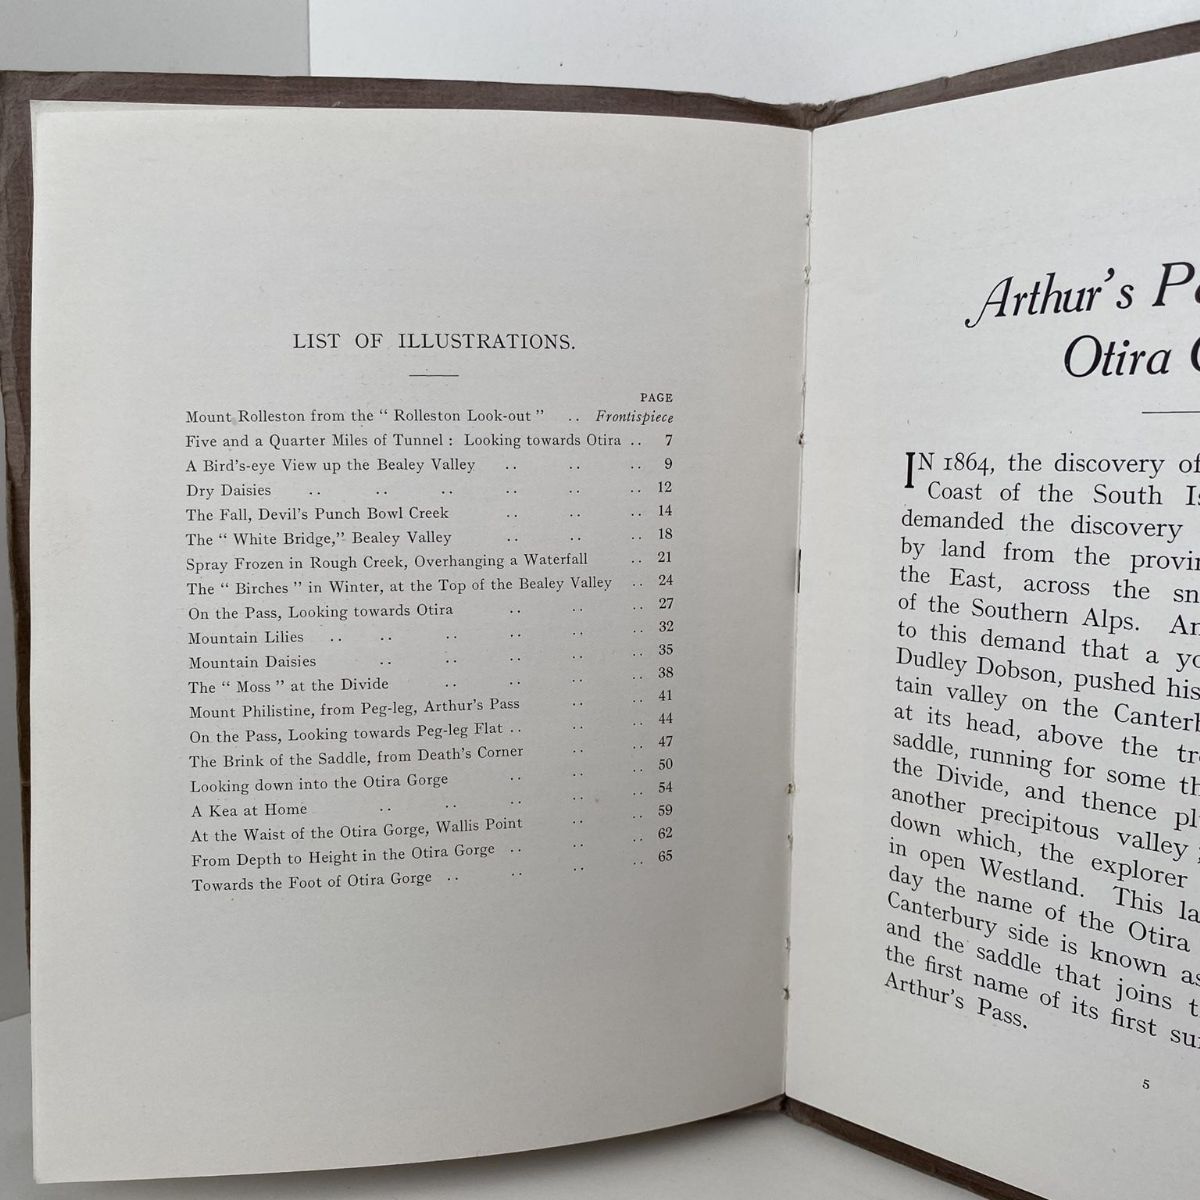 LIST OF ILLUSTRATIONS.
PAGE
Mount Rolleston from the " Rolleston Look-out " .. Frontispiece
Five and a Quarter Miles of Tunnel : Looking towards Otira .. 7
A Bird's-eye View up the Bealey Valley .. .. .. 9
Dry Daisies .. .. .. .. .. .. 12
The Fall, Devil's Punch Bowl Creek .. .. .. 14
The " White Bridge," Bealey Valley .. .. .. 18
Spray Frozen in Rough Creek, Overhanging a Waterfall .. 21
The " Birches " in Winter, at the Top of the Bealey Valley .. 24
On the Pass, Looking towards Otira .. .. .. 27
Mountain Lilies .. .. .. .. .. .. 32
Mountain Daisies .. .. .. .. .. 35
The " Moss " at the Divide .. .. .. .. 38
Mount Philistine, from Peg-leg, Arthur's Pass .. .. 41
On the Pass, Looking towards Peg-leg Flat .. .. .. 44
The Brink of the Saddle, from Death's Corner .. .. 47
Looking down into the Otira Gorge .. .. .. 50
A Kea at Home .. .. .. .. .. 54
At the Waist of the Otira Gorge, Wallis Point .. .. 59
From Depth to Height in the Otira Gorge .. .. .. 62
Towards the Foot of Otira Gorge .. .. .. .. 65
Arthur's
Otira
IN 1864, the discovery of
Coast of the South
demanded the discovery
by land from the
the East, across the
of the Southern Alps.
to this demand that a
Dudley Dobson, pushed his
tain valley on the
at its head, above the
saddle, running for some
the Divide, and thence
another precipitous valley ;
down which, the explorer
in open Westland. This
day the name of the Otira
Canterbury side is known as
and the saddle that joins
the first name of its first
Arthur's Pass.
5